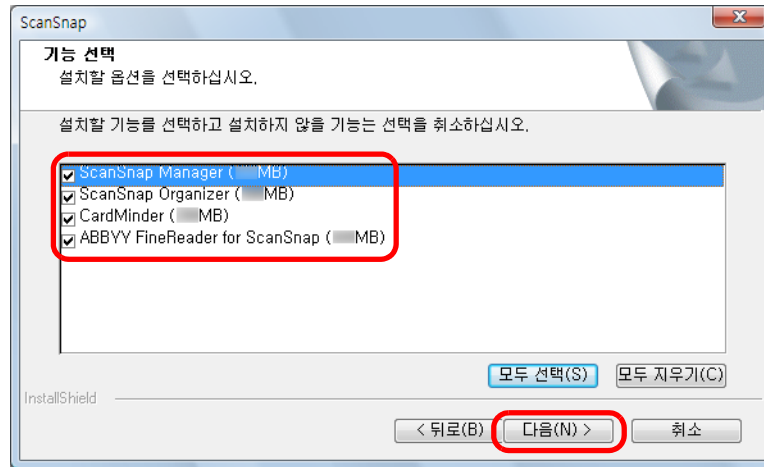 ScanSnap
기능 선택
설치할 옵션을 선택하십시오.
설치할 기능를 선택하고 설치하지 않을 기능는 선택을 취소하십시오.
ScanSnap Manager ( MB)
ScanSnap Organizer ( MB)
CardMinder ( MB)
ABBYY FineReader for ScanSnap ( MB)
모두 선택(S) 모두 지우기(C)
InstallShield
< 뒤로(B) 다음(N) > 취소